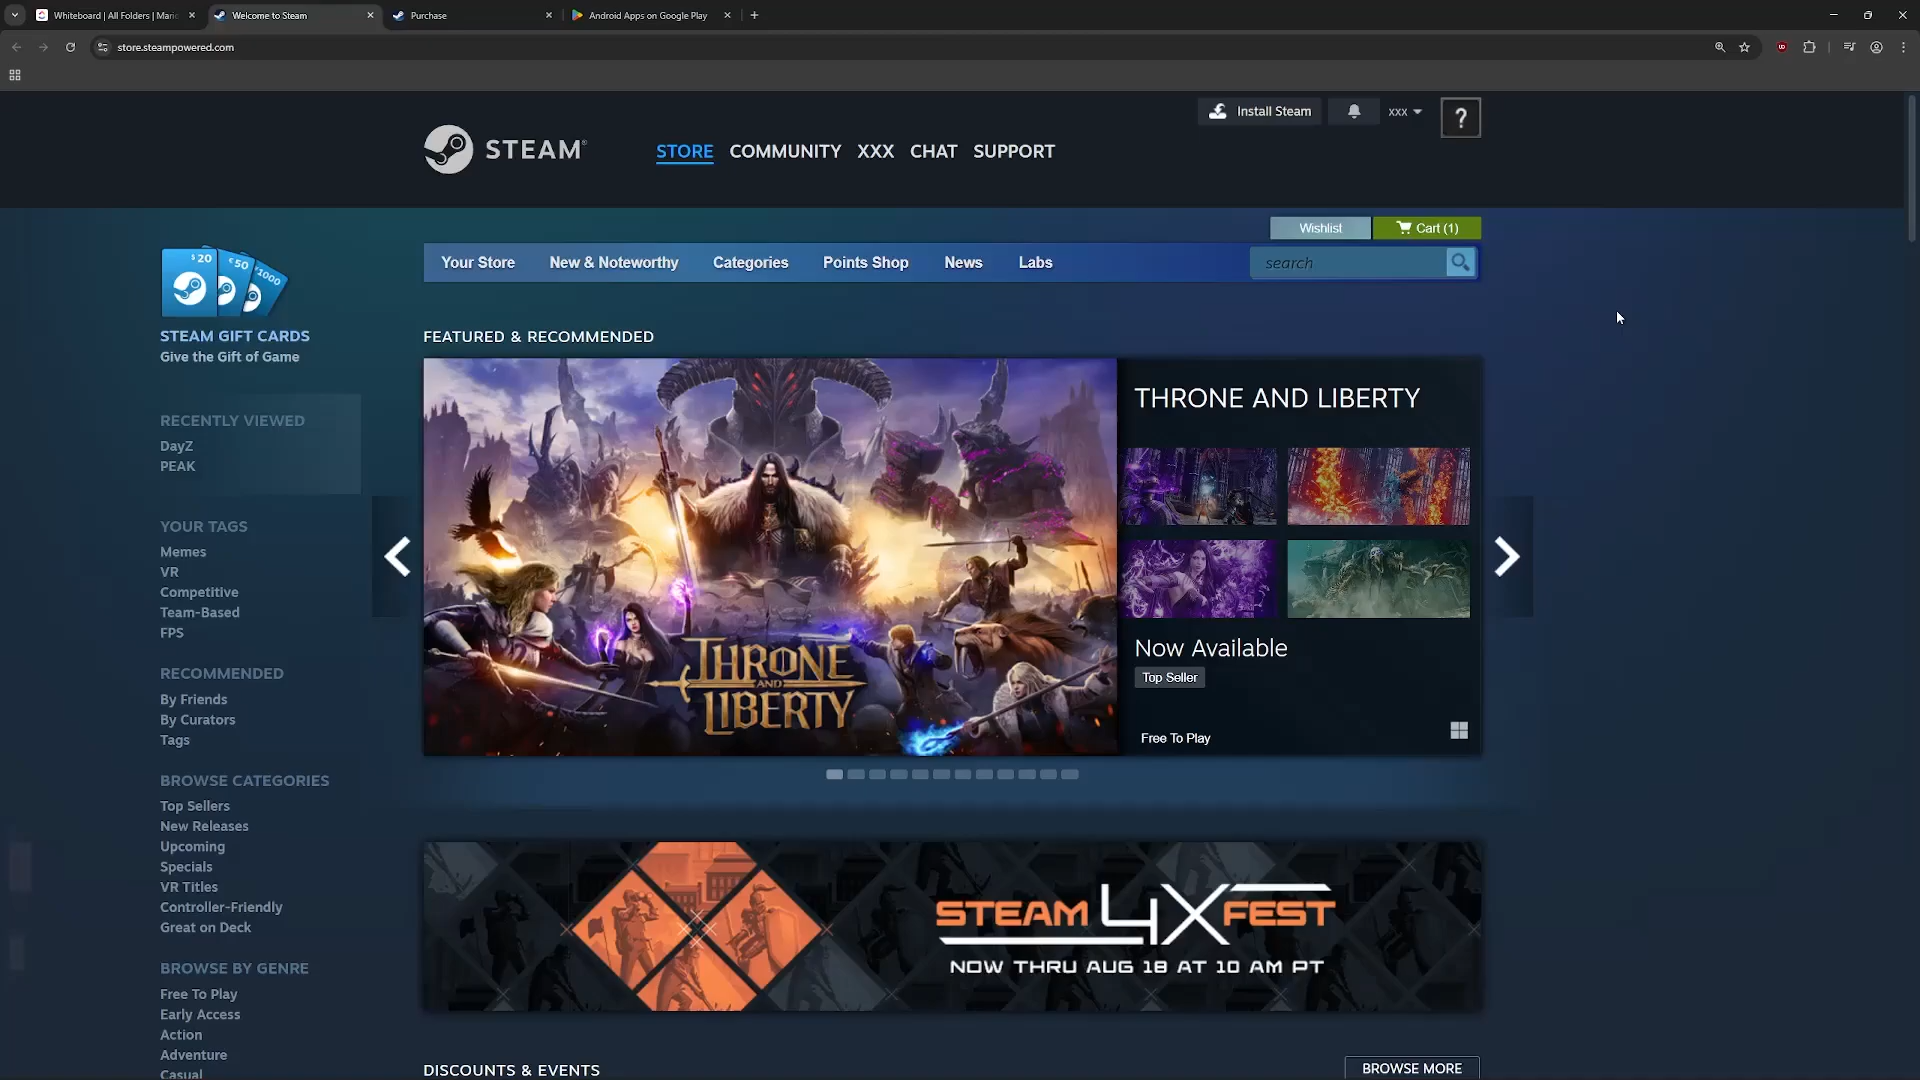 Whiteboard | All Folders | Mari
Welcome to Steam
Purchase
Android Apps on Google Play
store.steampowered.com
Install Steam
xxx
?
STEAM®
STORE
COMMUNITY
XXX
CHAT
SUPPORT
Wishlist
Cart (1)
Your Store
New & Noteworthy
Categories
Points Shop
News
Labs
search
$20
€50
1000
STEAM GIFT CARDS
Give the Gift of Game
RECENTLY VIEWED
DayZ
PEAK
YOUR TAGS
Memes
VR
Competitive
Team-Based
FPS
RECOMMENDED
By Friends
By Curators
Tags
BROWSE CATEGORIES
Top Sellers
New Releases
Upcoming
Specials
VR Titles
Controller-Friendly
Great on Deck
BROWSE BY GENRE
Free To Play
Early Access
Action
Adventure
Casual
FEATURED & RECOMMENDED
THRONE
AND
LIBERTY
THRONE AND LIBERTY
Now Available
Top Seller
Free To Play
STEAM 4X FEST
NOW THRU AUG 18 AT 10 AM PT
DISCOUNTS & EVENTS
BROWSE MORE